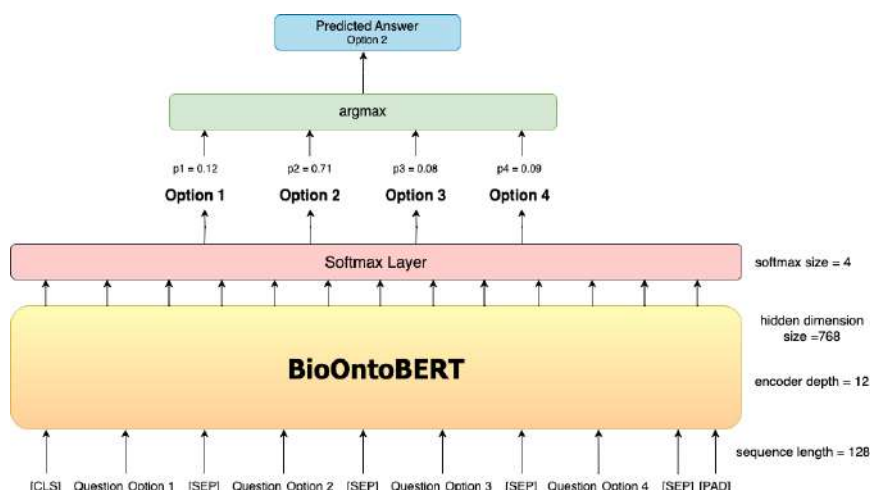 Predicted Answer
Option 2
argmax
p1 = 0.12 p2 = 0.71 p3 = 0.08 p4 = 0.09
Option 1 Option 2 Option 3 Option 4
Softmax Layer
softmax size = 4
hidden dimension
size =768
BioOntoBERT
encoder depth = 12
sequence length = 128
[CLS] Question Option 1 [SEP] Question Option 2 [SEP] Question Option 3 [SEP] Question Option 4 [SEP] [PAD]